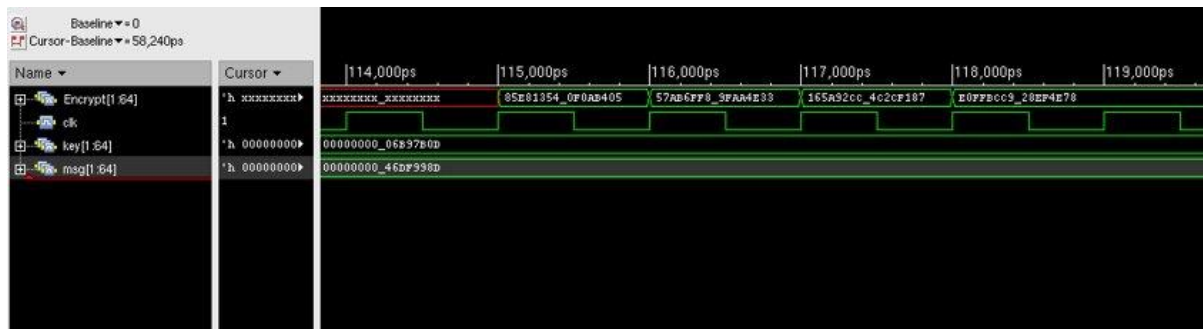 Baseline ▼= 0
Cursor-Baseline ▼= 58,240ps
Name ▼ Cursor ▼ 114,000ps 115,000ps 116,000ps 117,000ps 118,000ps 119,000ps
Encrypt[1:64] 'h xxxxxxxx▶ xxxxxxxx_xxxxxxxx 85E81354_0F0AB405 57AB6FF8_9FAA4E33 165A92CC_4C2CF187 E0FFBCC9_28EF4E78
clk 1
key[1:64] 'h 00000000▶ 00000000_06B97B0D
msg[1:64] 'h 00000000▶ 00000000_46DF998D